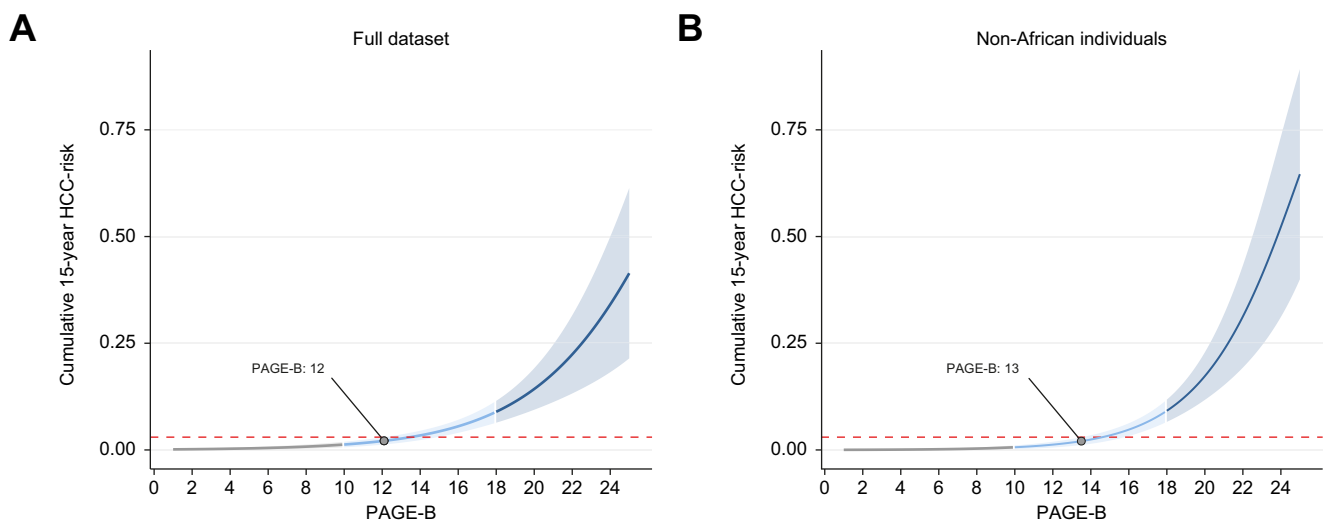 A
Full dataset
Cumulative 15-year HCC-risk
0.75
0.50
0.25
0.00
PAGE-B: 12
0 2 4 6 8 10 12 14 16 18 20 22 24
PAGE-B
B
Non-African individuals
Cumulative 15-year HCC-risk
0.75
0.50
0.25
0.00
PAGE-B: 13
0 2 4 6 8 10 12 14 16 18 20 22 24
PAGE-B